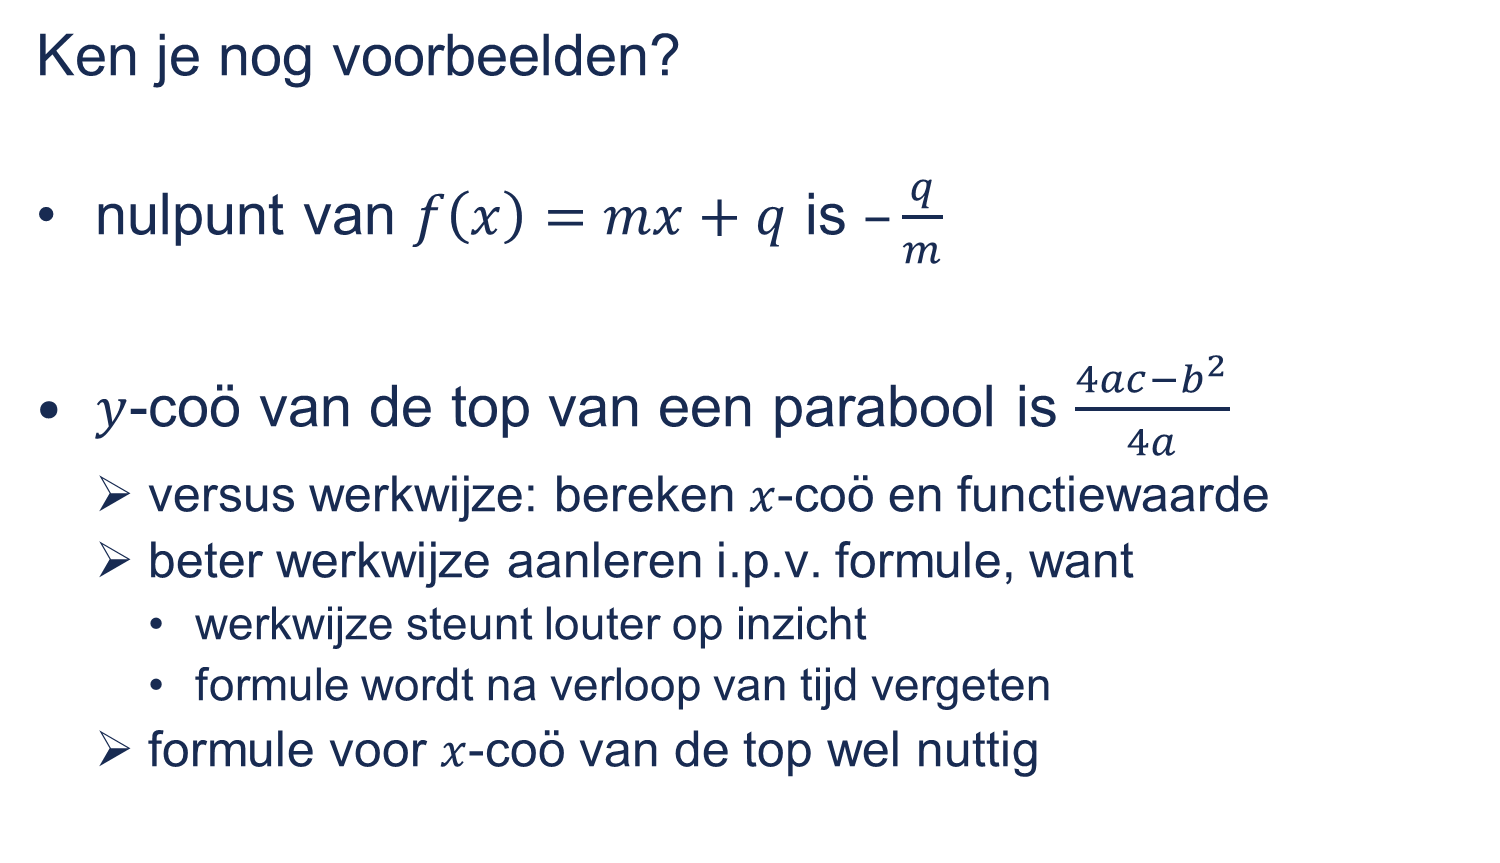 Ken je nog voorbeelden?
• nulpunt van f(x) = mx + q is –q/m
• y-coö van de top van een parabool is (4ac−b²)/(4a)
➢ versus werkwijze: bereken x-coö en functiewaarde
➢ beter werkwijze aanleren i.p.v. formule, want
• werkwijze steunt louter op inzicht
• formule wordt na verloop van tijd vergeten
➢ formule voor x-coö van de top wel nuttig